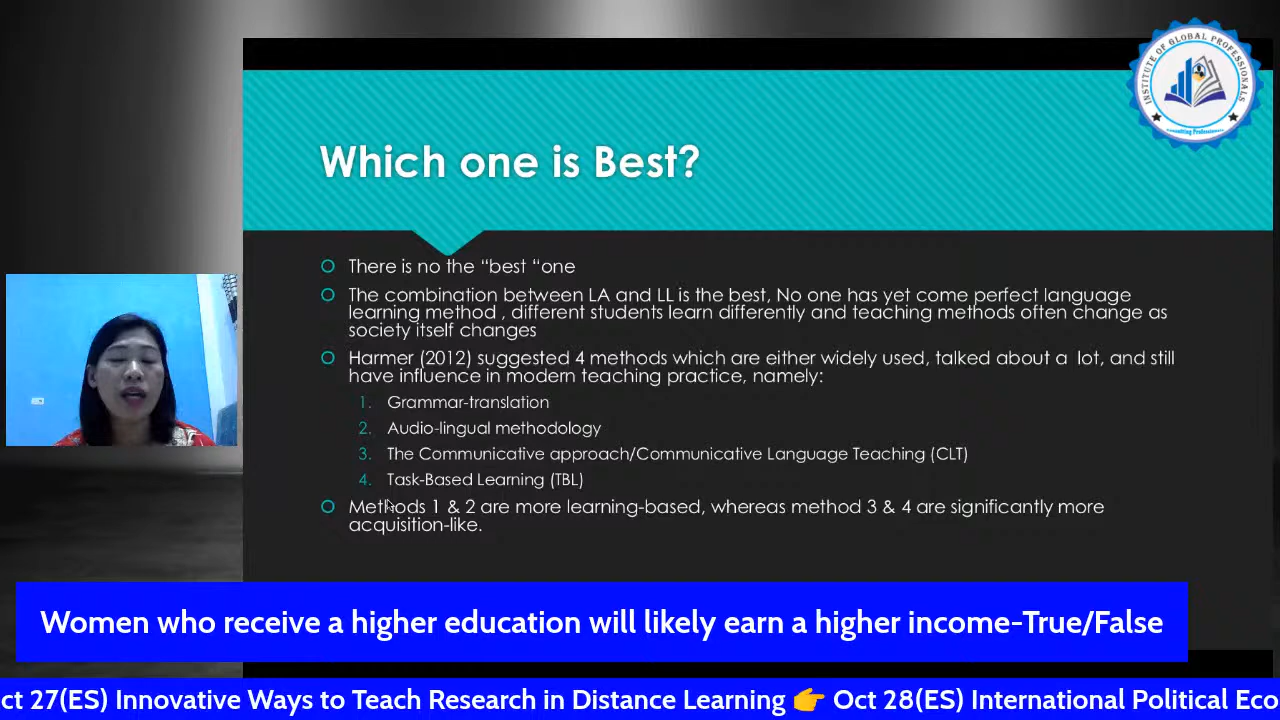 INSTITUTE OF GLOBAL PROFESSIONALS
Connecting Professionals
Which one is Best?
There is no the “best “one
The combination between LA and LL is the best, No one has yet come perfect language
learning method , different students learn differently and teaching methods often change as
society itself changes
Harmer (2012) suggested 4 methods which are either widely used, talked about a lot, and still
have influence in modern teaching practice, namely:
1. Grammar-translation
2. Audio-lingual methodology
3. The Communicative approach/Communicative Language Teaching (CLT)
4. Task-Based Learning (TBL)
Methods 1 & 2 are more learning-based, whereas method 3 & 4 are significantly more
acquisition-like.
Women who receive a higher education will likely earn a higher income-True/False
ct 27(ES) Innovative Ways to Teach Research in Distance Learning 👉 Oct 28(ES) International Political Eco